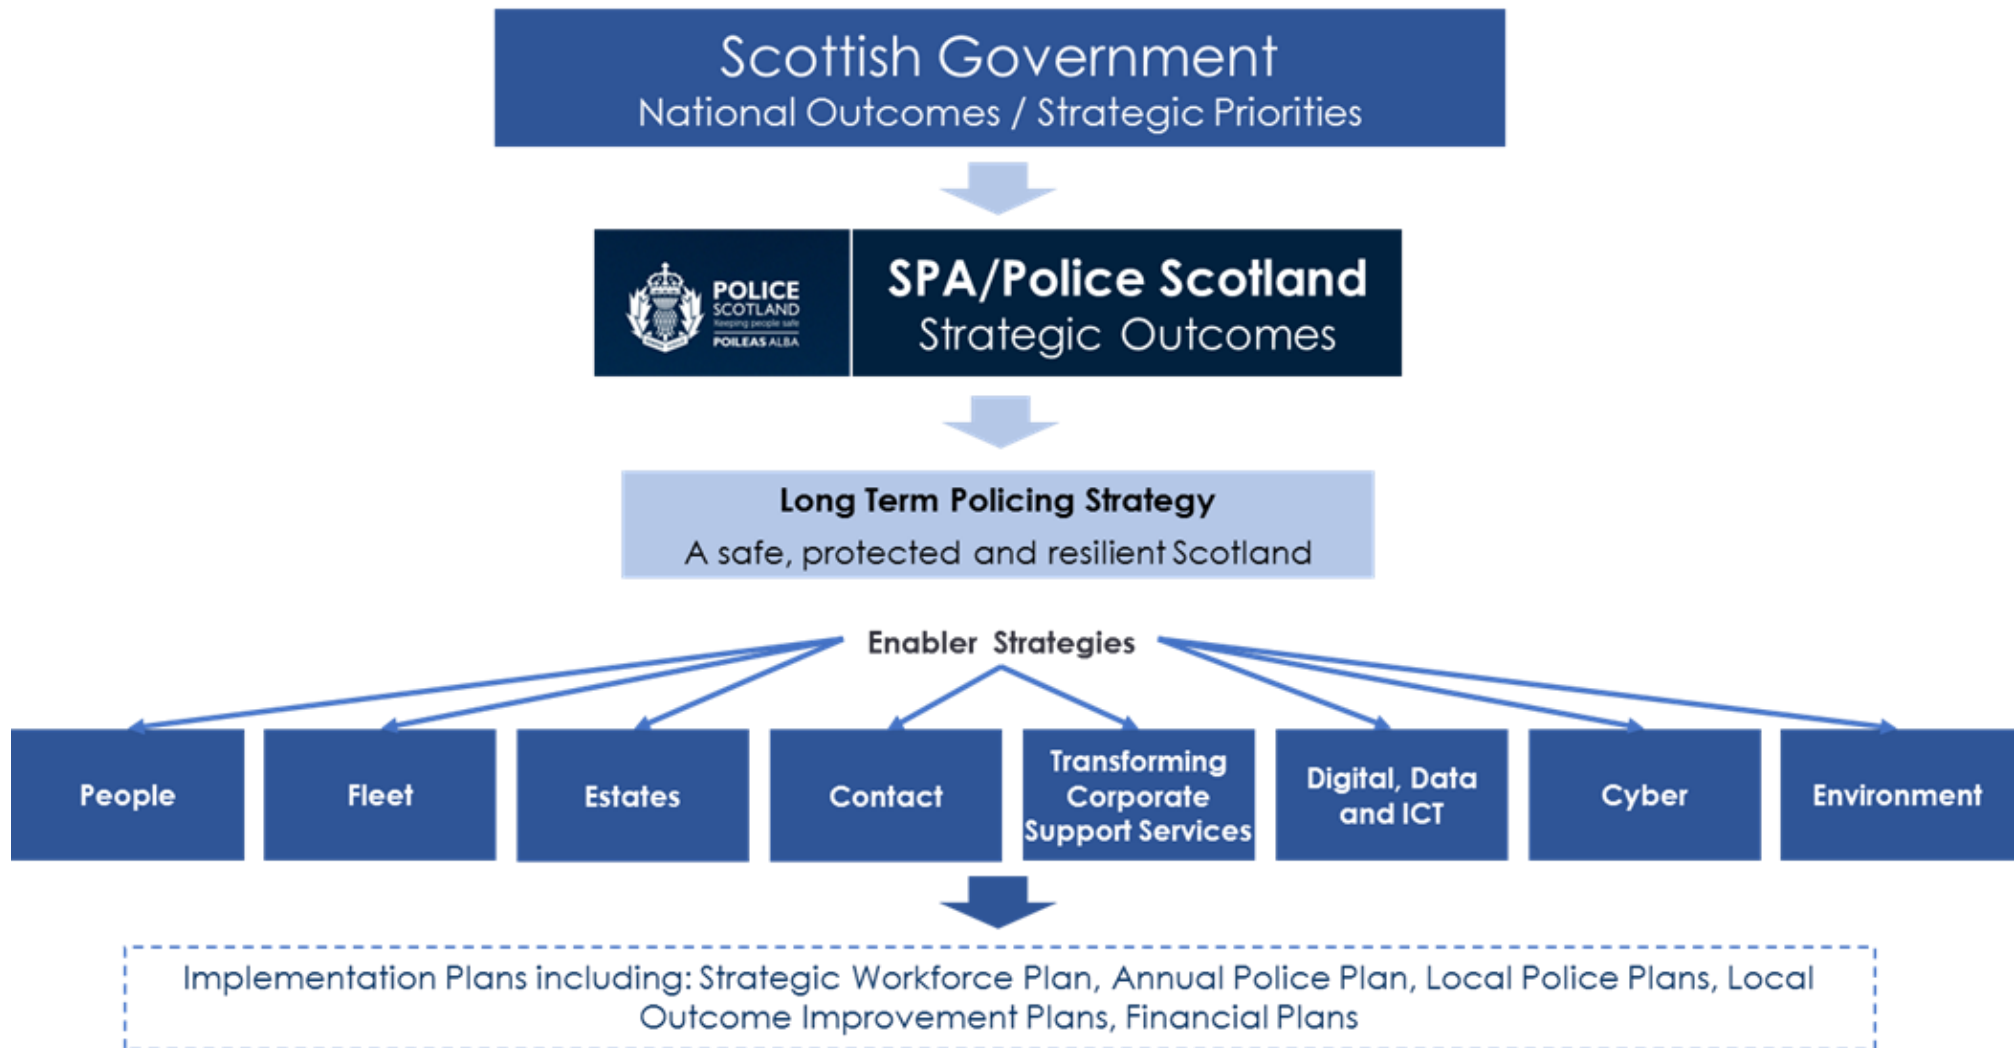 Scottish Government
National Outcomes / Strategic Priorities
POLICE
SCOTLAND
Keeping people safe
POILEAS ALBA
SPA/Police Scotland
Strategic Outcomes
Long Term Policing Strategy
A safe, protected and resilient Scotland
Enabler Strategies
People
Fleet
Estates
Contact
Transforming
Corporate
Support Services
Digital, Data
and ICT
Cyber
Environment
Implementation Plans including: Strategic Workforce Plan, Annual Police Plan, Local Police Plans, Local
Outcome Improvement Plans, Financial Plans